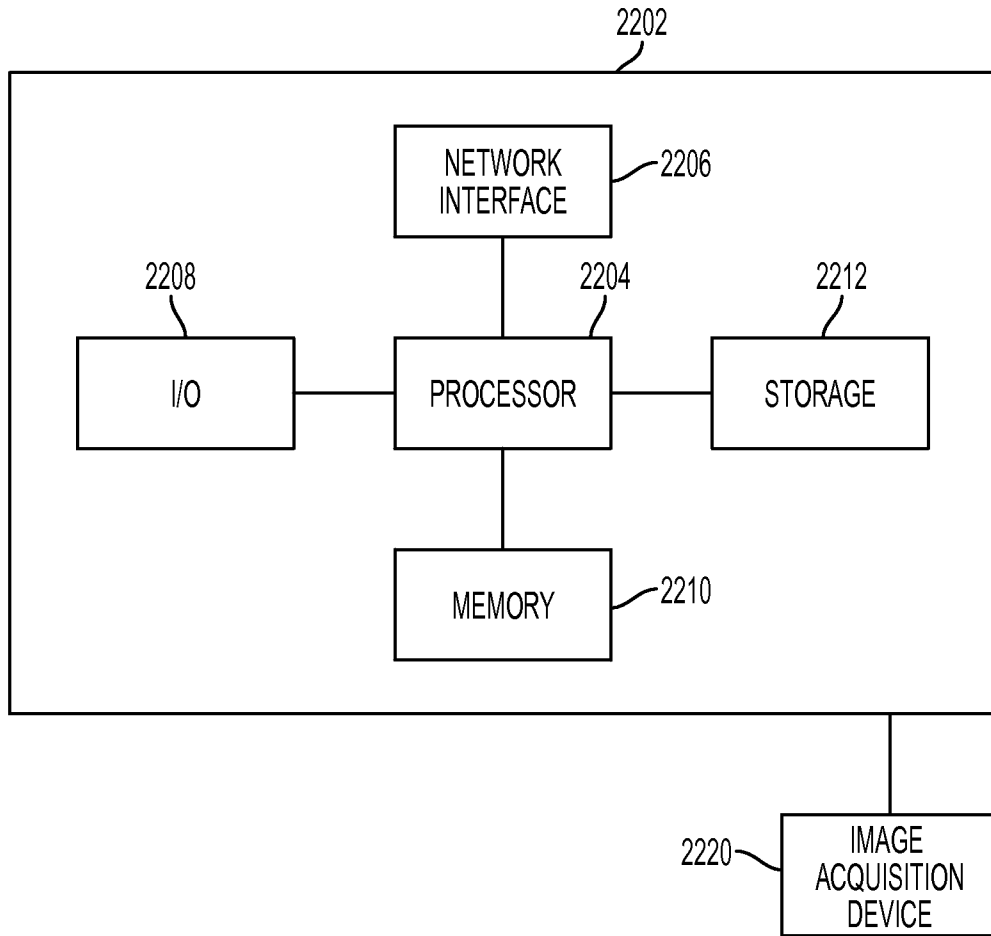 2202
NETWORK
INTERFACE
2206
2208
2204
2212
I/O
PROCESSOR
STORAGE
MEMORY
2210
2220
IMAGE
ACQUISITION
DEVICE